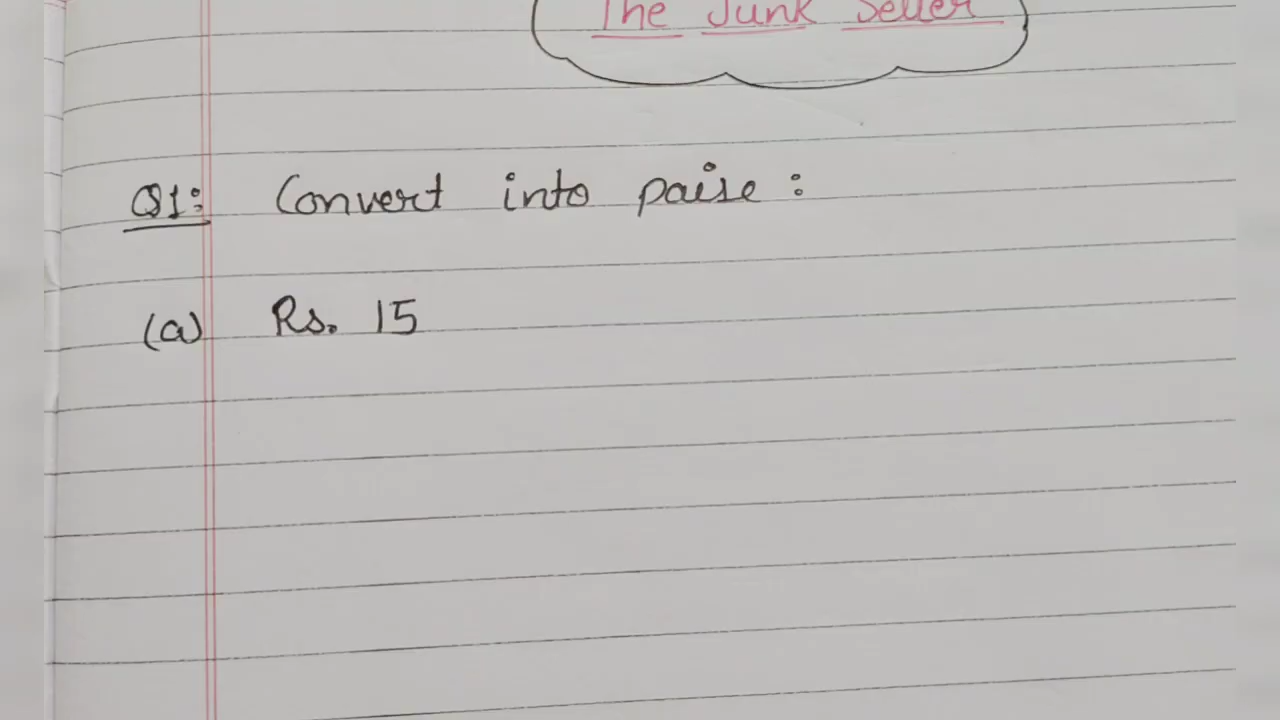 The Junk Seller
Q1: Convert into paise :
(a) Rs. 15